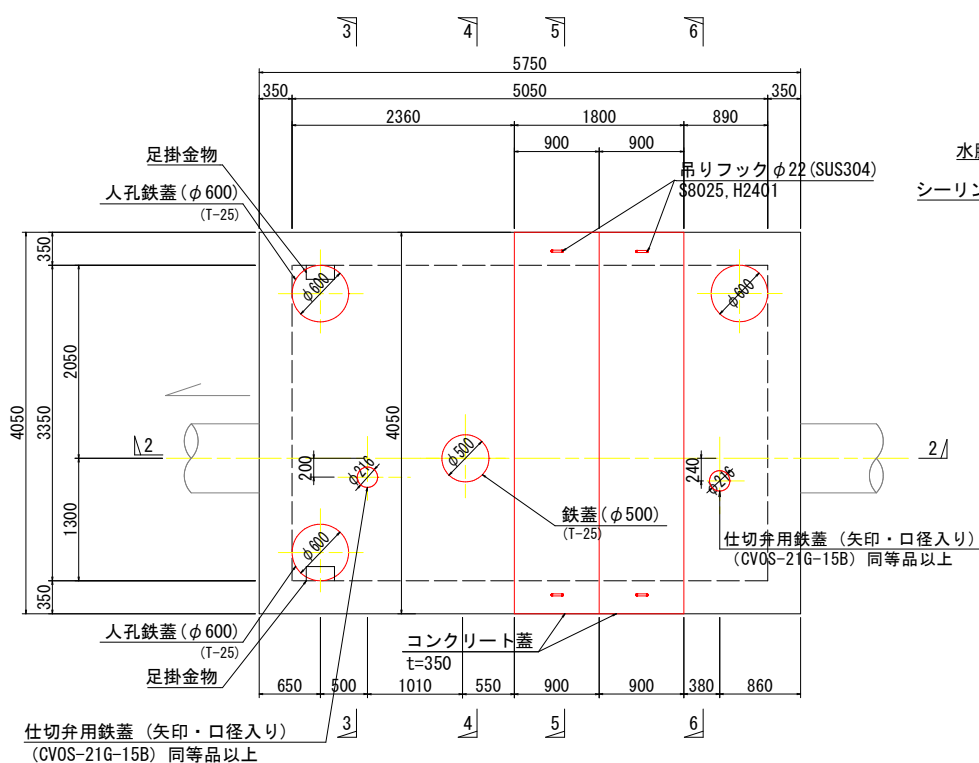 3 4 5 6
5750
350 5050 350
2360 1800 890
900 900
足掛金物
人孔鉄蓋(φ600)
(T-25)
吊りフックφ22(SUS304)
S8025,H2401
シーリン
350
φ600
φ600
2050
4050
3350
4050
2
2
φ500
200
φ216
240
φ216
1300
鉄蓋(φ500)
(T-25)
仕切弁用鉄蓋 (矢印・口径入り)
(CVOS-21G-15B) 同等品以上
φ600
350
人孔鉄蓋(φ600)
(T-25)
足掛金物
コンクリート蓋
t=350
650 500 1010 550 900 900 380 860
3 4 5 6
仕切弁用鉄蓋 (矢印・口径入り)
(CVOS-21G-15B) 同等品以上